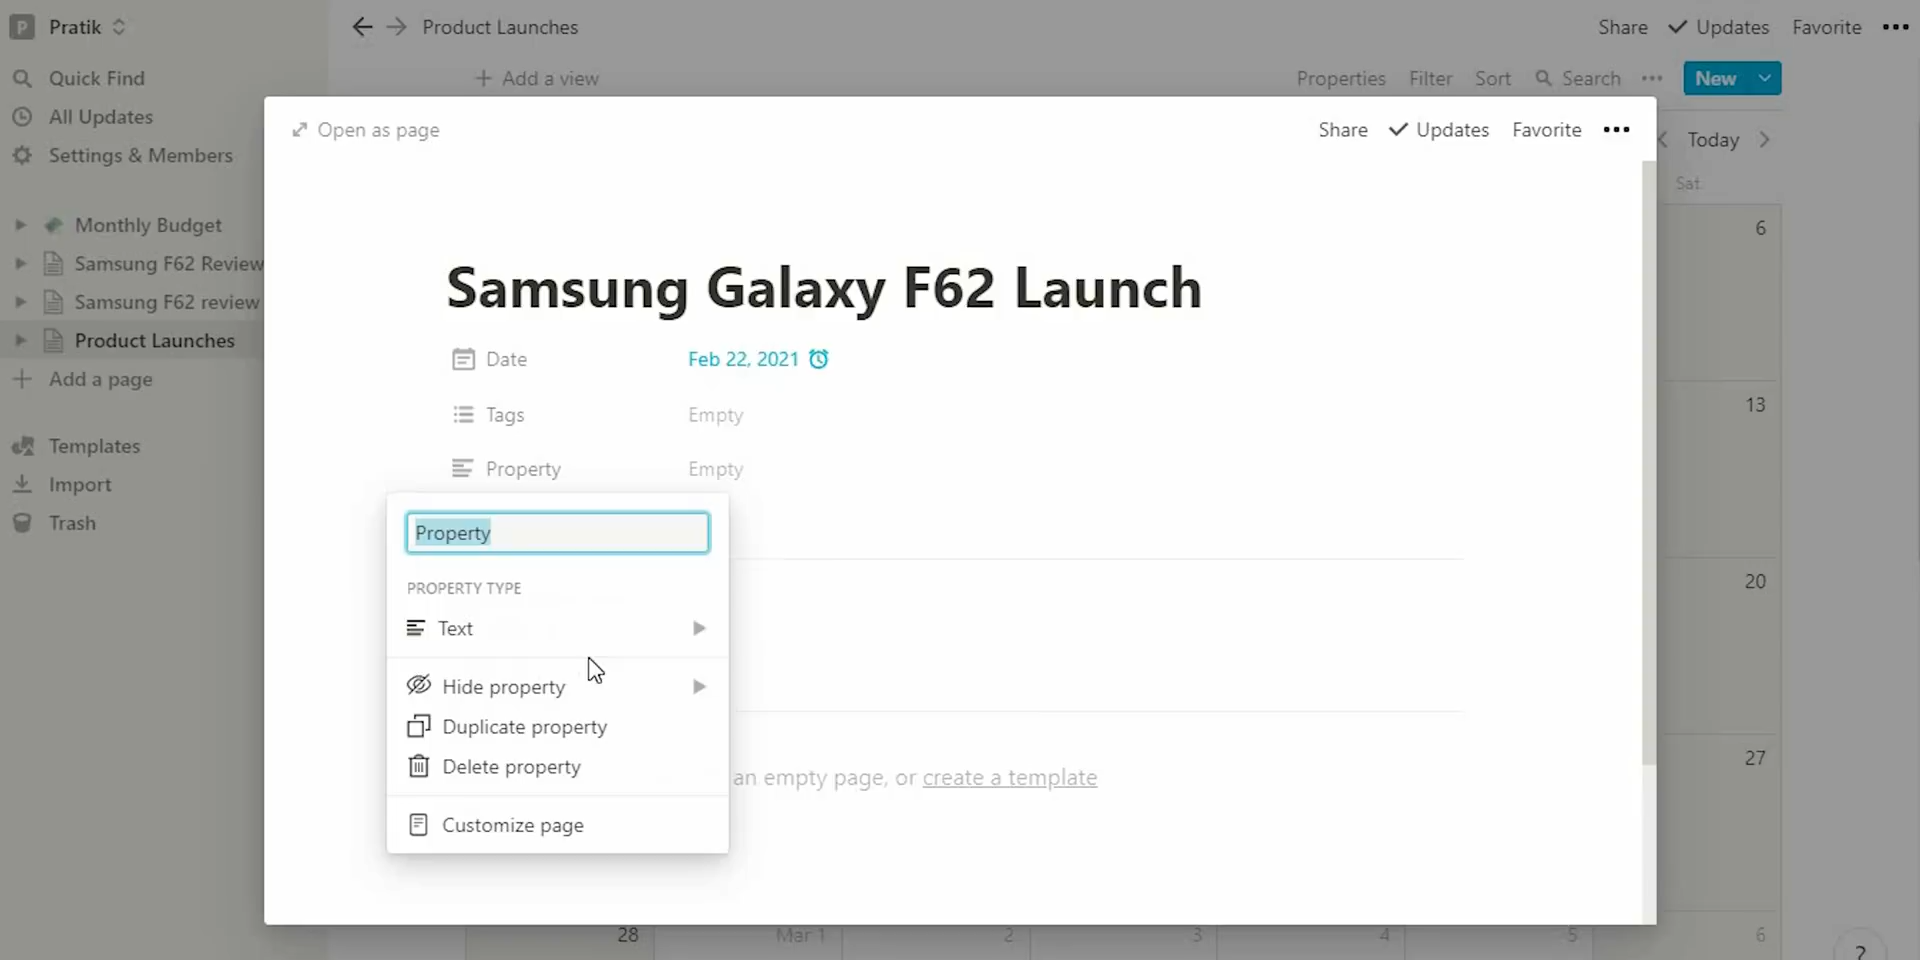 P Pratik
Product Launches
Share Updates Favorite
Quick Find
All Updates
Settings & Members
Monthly Budget
Samsung F62 Review
Samsung F62 review
Product Launches
Add a page
Templates
Import
Trash
Add a view
Properties Filter Sort Search New
Today
Sat
6
13
20
27
28 Mar 1 2 3 4 5 6
?
Open as page
Share Updates Favorite
Samsung Galaxy F62 Launch
Date Feb 22, 2021
Tags Empty
Property Empty
Property
PROPERTY TYPE
Text
Hide property
Duplicate property
Delete property
Customize page
an empty page, or create a template